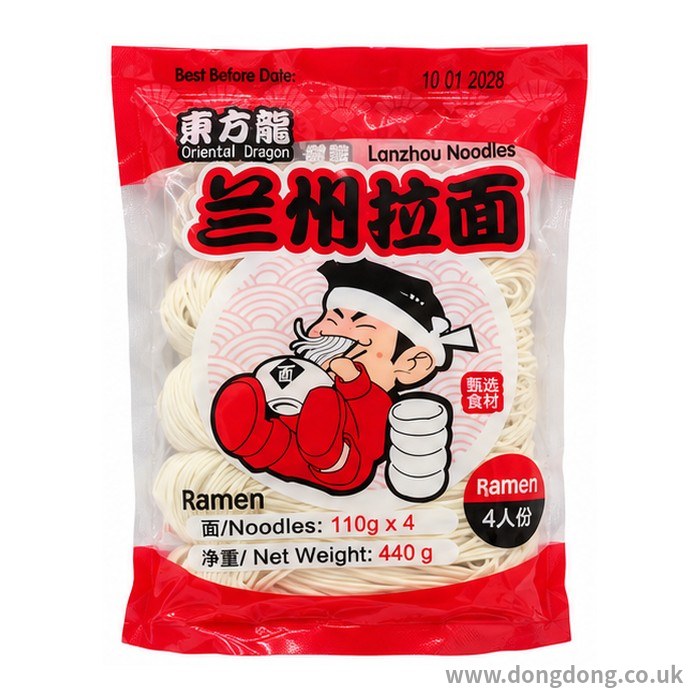 Best Before Date: 10 01 2028
東方龍
Oriental Dragon
Lanzhou Noodles
兰州拉面
面
甄选
食材
Ramen
面/Noodles: 110g x 4
净重/ Net Weight: 440 g
Ramen
4人份
www.dongdong.co.uk